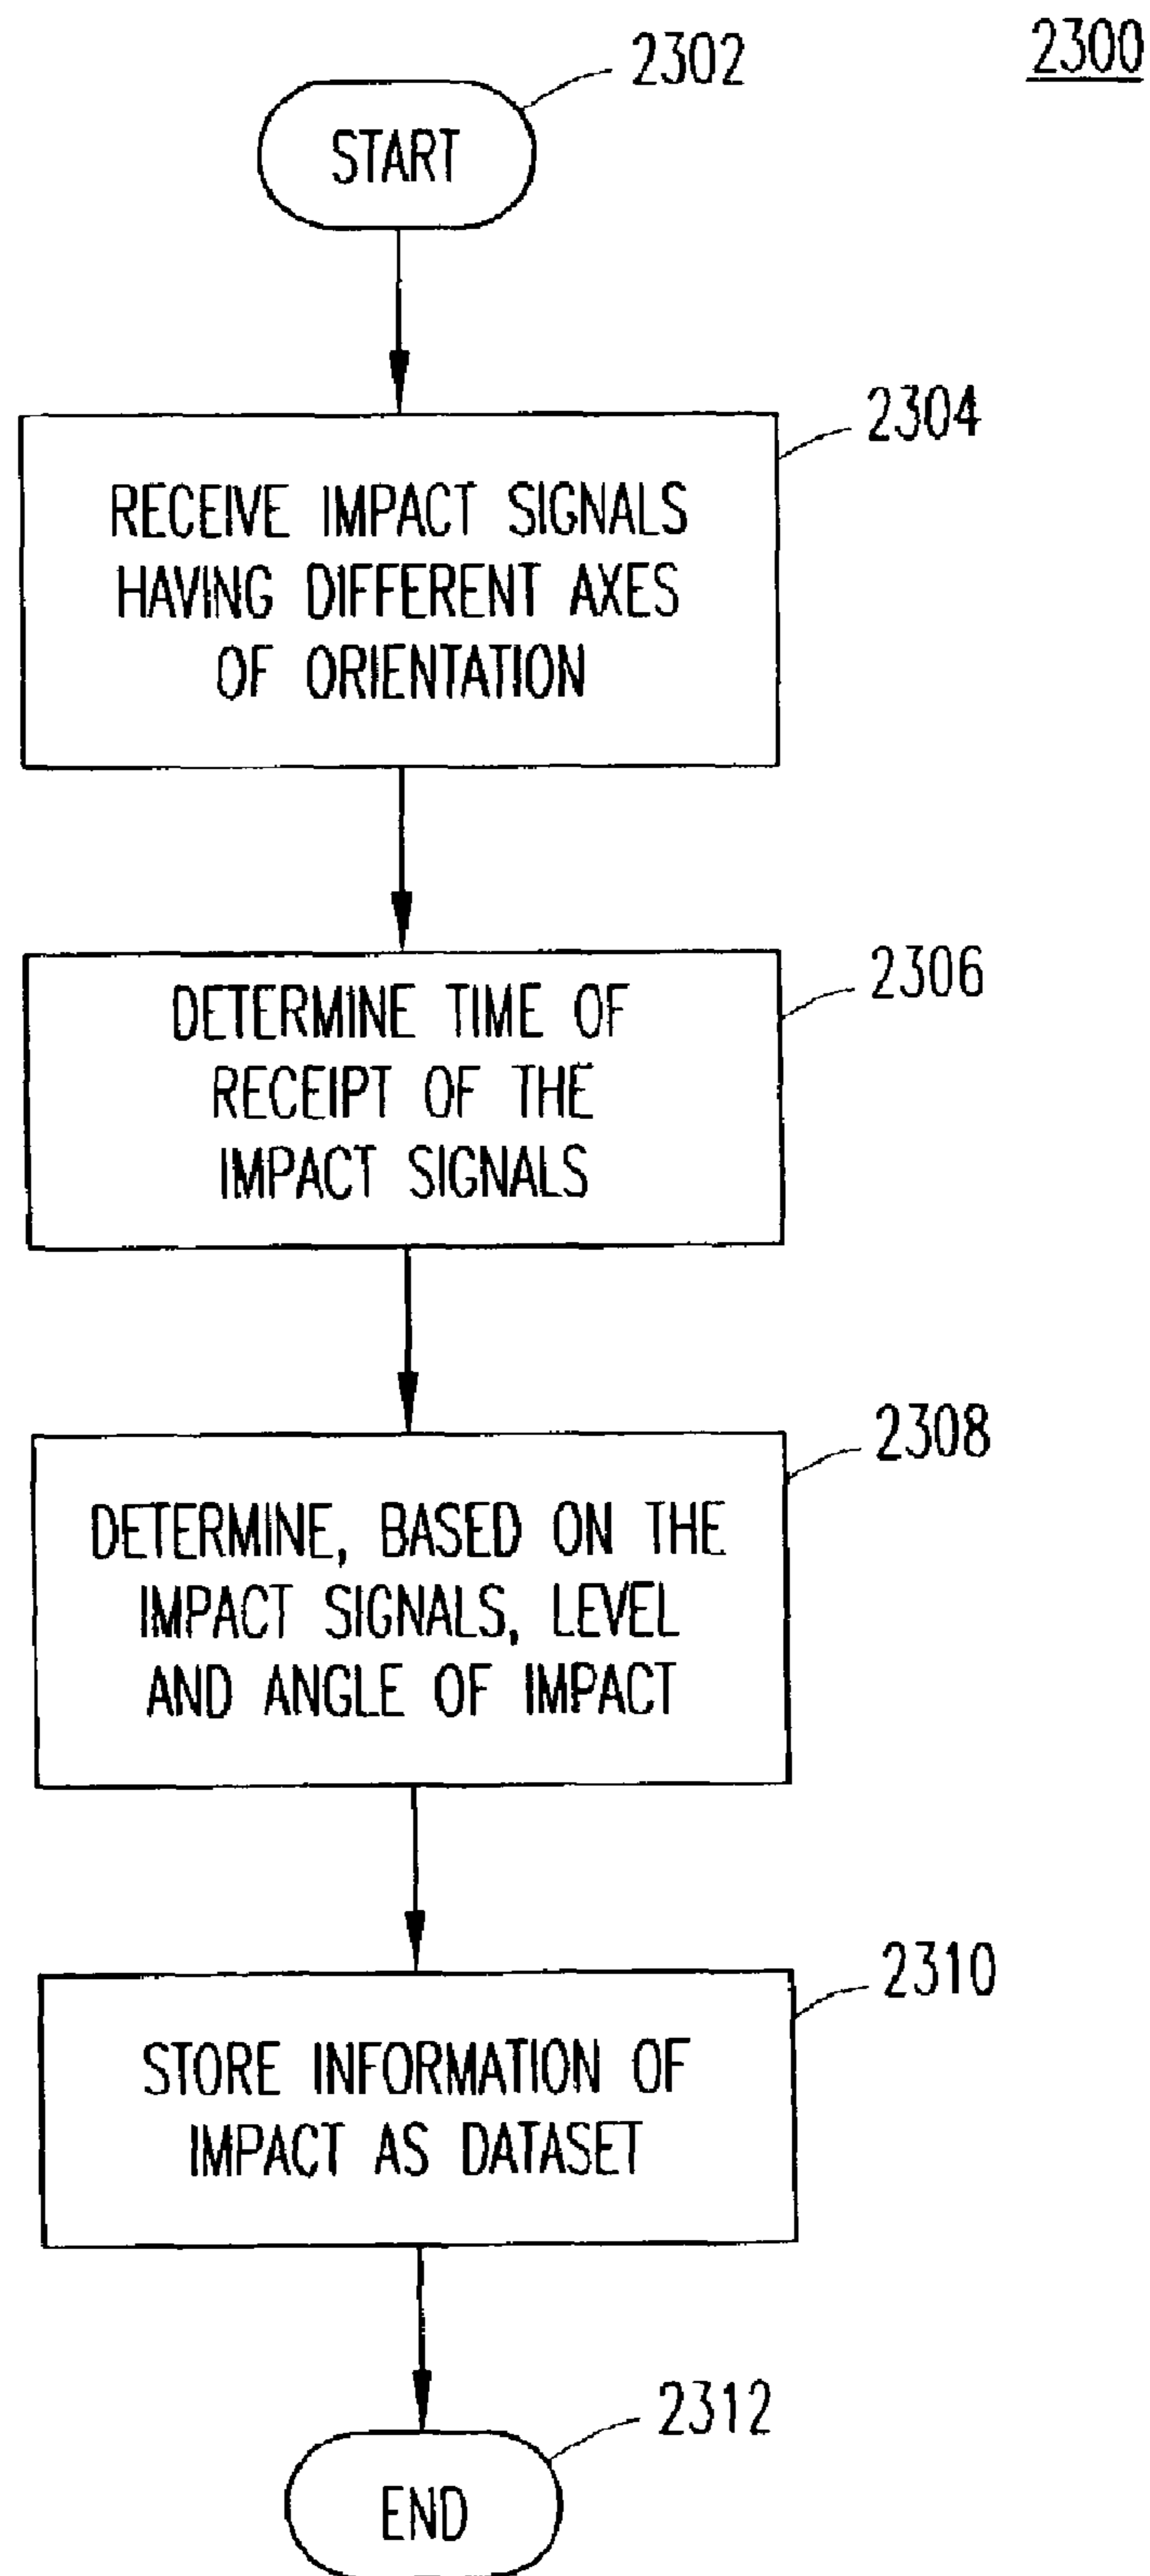 2300
2302
START
2304
RECEIVE IMPACT SIGNALS
HAVING DIFFERENT AXES
OF ORIENTATION
2306
DETERMINE TIME OF
RECEIPT OF THE
IMPACT SIGNALS
2308
DETERMINE, BASED ON THE
IMPACT SIGNALS, LEVEL
AND ANGLE OF IMPACT
2310
STORE INFORMATION OF
IMPACT AS DATASET
2312
END